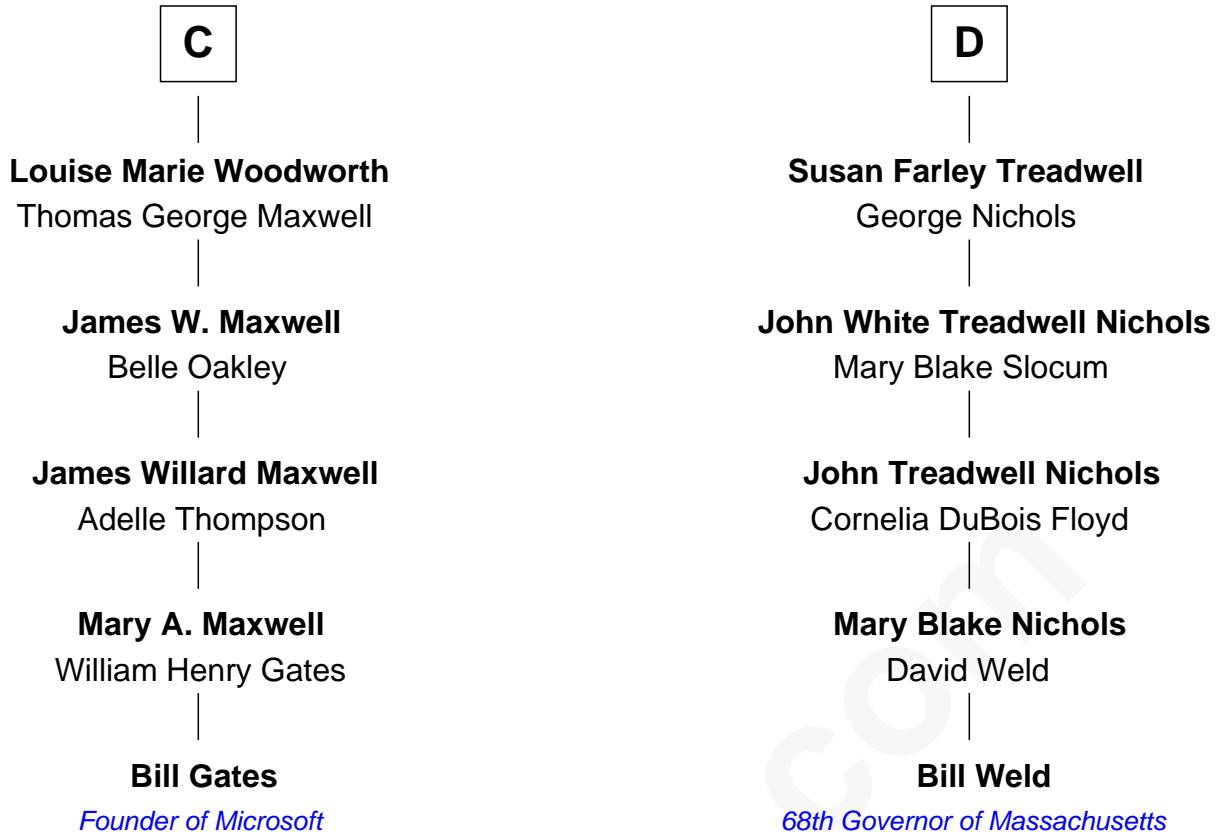 C
Louise Marie Woodworth
Thomas George Maxwell
James W. Maxwell
Belle Oakley
James Willard Maxwell
Adelle Thompson
Mary A. Maxwell
William Henry Gates
Bill Gates
Founder of Microsoft
D
Susan Farley Treadwell
George Nichols
John White Treadwell Nichols
Mary Blake Slocum
John Treadwell Nichols
Cornelia DuBois Floyd
Mary Blake Nichols
David Weld
Bill Weld
68th Governor of Massachusetts
com